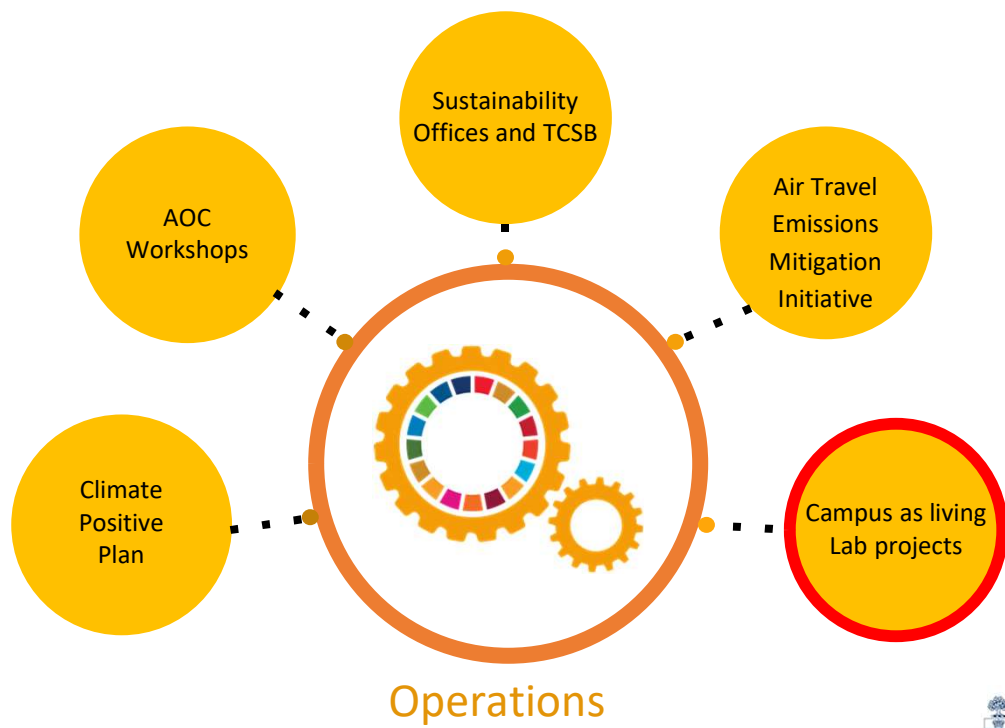 Sustainability
Offices and TCSB
AOC
Workshops
Air Travel
Emissions
Mitigation
Initiative
Climate
Positive
Plan
Campus as living
Lab projects
Operations